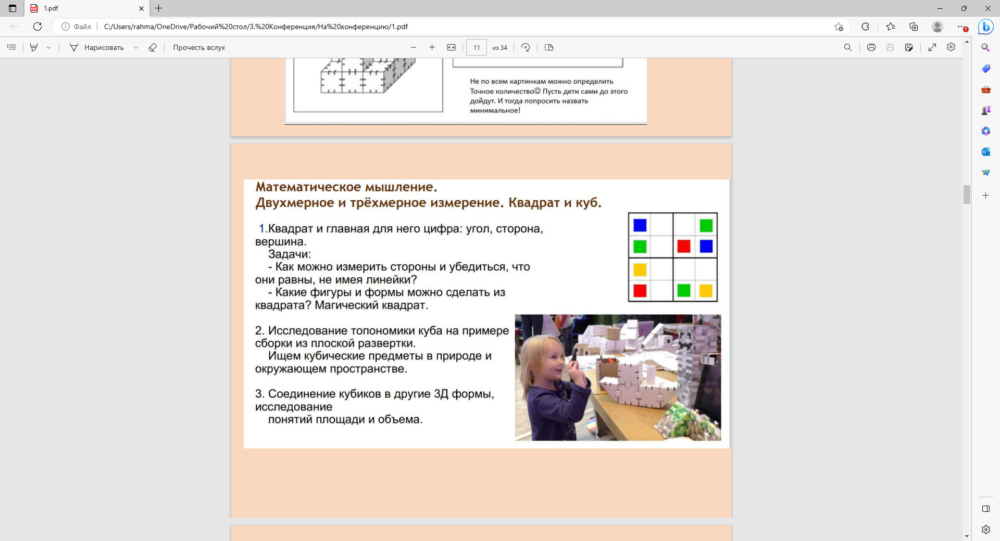 1.pdf
Файл
C:/Users/rahma/OneDrive/Рабочий%20стол/3.%20Конференция/На%20конференцию/1.pdf
Нарисовать
Прочесть вслух
11
из 34
Не по всем картинкам можно определить
Точное количество☺ Пусть дети сами до этого
дойдут. И тогда попросить назвать
минимальное!
Математическое мышление.
Двухмерное и трёхмерное измерение. Квадрат и куб.
1.Квадрат и главная для него цифра: угол, сторона,
вершина.
Задачи:
- Как можно измерить стороны и убедиться, что
они равны, не имея линейки?
- Какие фигуры и формы можно сделать из
квадрата? Магический квадрат.
2. Исследование топономики куба на примере
сборки из плоской развертки.
Ищем кубические предметы в природе и
окружающем пространстве.
3. Соединение кубиков в другие 3Д формы,
исследование
понятий площади и объема.